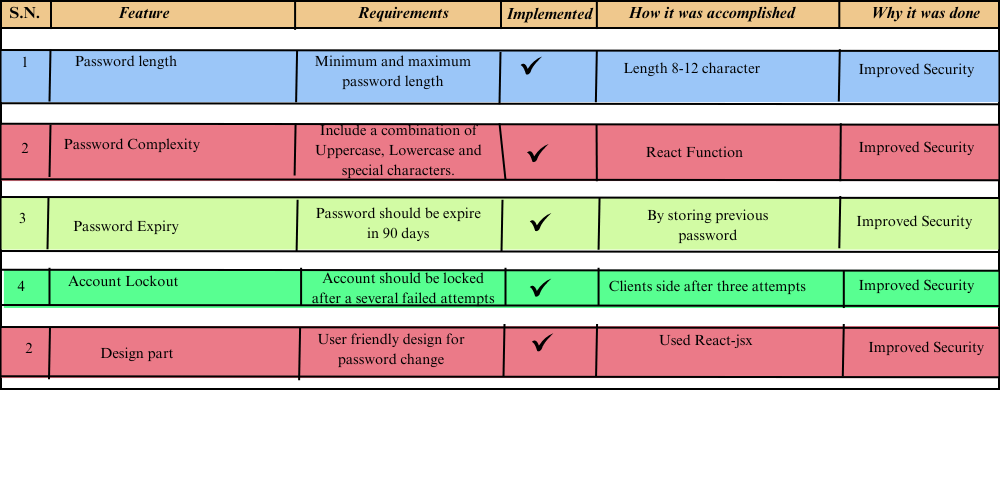 S.N. Feature Requirements Implemented How it was accomplished Why it was done
1 Password length Minimum and maximum password length ✓ Length 8-12 character Improved Security
2 Password Complexity Include a combination of Uppercase, Lowercase and special characters. ✓ React Function Improved Security
3 Password Expiry Password should be expire in 90 days ✓ By storing previous password Improved Security
4 Account Lockout Account should be locked after a several failed attempts ✓ Clients side after three attempts Improved Security
2 Design part User friendly design for password change ✓ Used React-jsx Improved Security